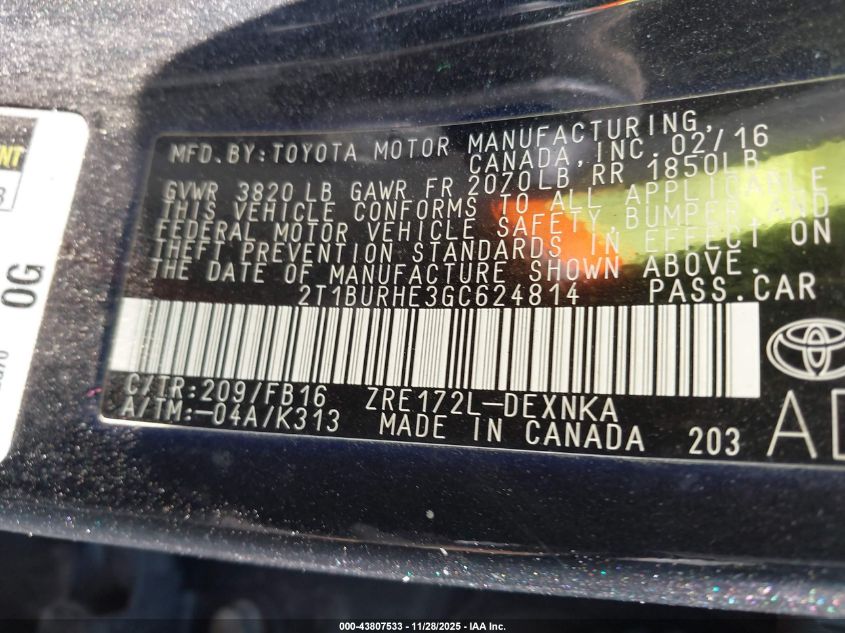 MFD. BY: TOYOTA MOTOR MANUFACTURING,
CANADA, INC. 02/16
GVWR 3820 LB GAWR FR 2070LB, RR 1850LB
THIS VEHICLE CONFORMS TO ALL APPLICABLE
FEDERAL MOTOR VEHICLE SAFETY, BUMPER AND
THEFT PREVENTION STANDARDS IN EFFECT ON
THE DATE OF MANUFACTURE SHOWN ABOVE.
2T1BURHE3GC624814 PASS.CAR
C/TR: 209/FB16 ZRE172L-DEXNKA
A/TM: -04A/K313 MADE IN CANADA 203
OG
000-43807533 - 11/28/2025 - IAA Inc.